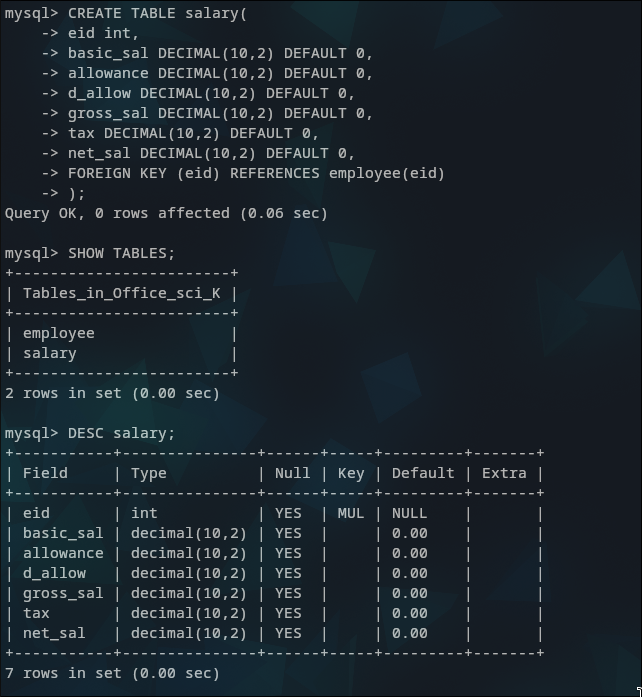 mysql> CREATE TABLE salary(
    -> eid int,
    -> basic_sal DECIMAL(10,2) DEFAULT 0,
    -> allowance DECIMAL(10,2) DEFAULT 0,
    -> d_allow DECIMAL(10,2) DEFAULT 0,
    -> gross_sal DECIMAL(10,2) DEFAULT 0,
    -> tax DECIMAL(10,2) DEFAULT 0,
    -> net_sal DECIMAL(10,2) DEFAULT 0,
    -> FOREIGN KEY (eid) REFERENCES employee(eid)
    -> );
Query OK, 0 rows affected (0.06 sec)

mysql> SHOW TABLES;
+------------------------+
| Tables_in_Office_sci_K |
+------------------------+
| employee               |
| salary                 |
+------------------------+
2 rows in set (0.00 sec)

mysql> DESC salary;
+-----------+---------------+------+-----+---------+-------+
| Field     | Type          | Null | Key | Default | Extra |
+-----------+---------------+------+-----+---------+-------+
| eid       | int           | YES  | MUL | NULL    |       |
| basic_sal | decimal(10,2) | YES  |     | 0.00    |       |
| allowance | decimal(10,2) | YES  |     | 0.00    |       |
| d_allow   | decimal(10,2) | YES  |     | 0.00    |       |
| gross_sal | decimal(10,2) | YES  |     | 0.00    |       |
| tax       | decimal(10,2) | YES  |     | 0.00    |       |
| net_sal   | decimal(10,2) | YES  |     | 0.00    |       |
+-----------+---------------+------+-----+---------+-------+
7 rows in set (0.00 sec)